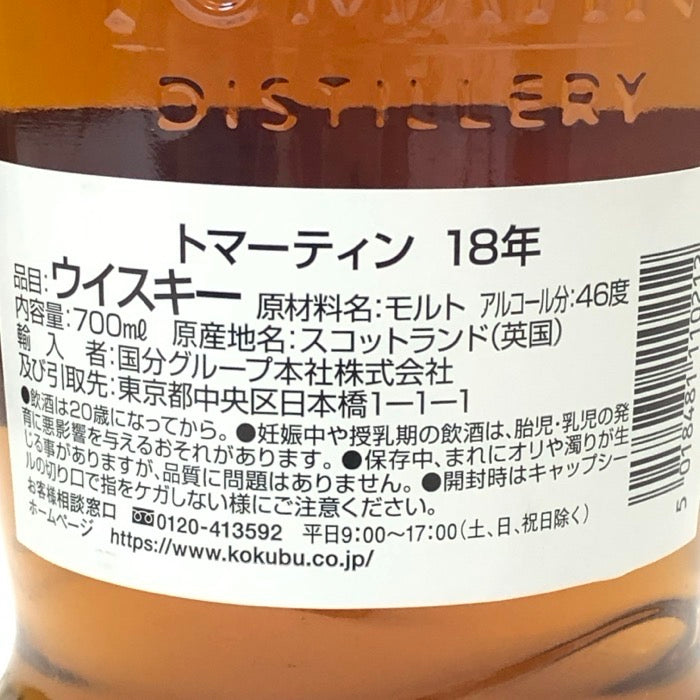 TOMATIN
DISTILLERY
トマーティン 18年
品目:ウイスキー 原材料名:モルト アルコール分:46度
内容量:700㎖ 原産地名:スコットランド(英国)
輸入者:国分グループ本社株式会社
及び引取先:東京都中央区日本橋1-1-1
●飲酒は20歳になってから。●妊娠中や授乳期の飲酒は、胎児・乳児の発
育に悪影響を与えるおそれがあります。●保存中、まれにオリや濁りが生
じる事がありますが、品質に問題はありません。●開封時はキャップシー
ルの切り口で指をケガしない様にご注意ください。
お客様相談窓口 0120-413592 平日9:00～17:00(土、日、祝日除く)
ホームページ https://www.kokubu.co.jp/